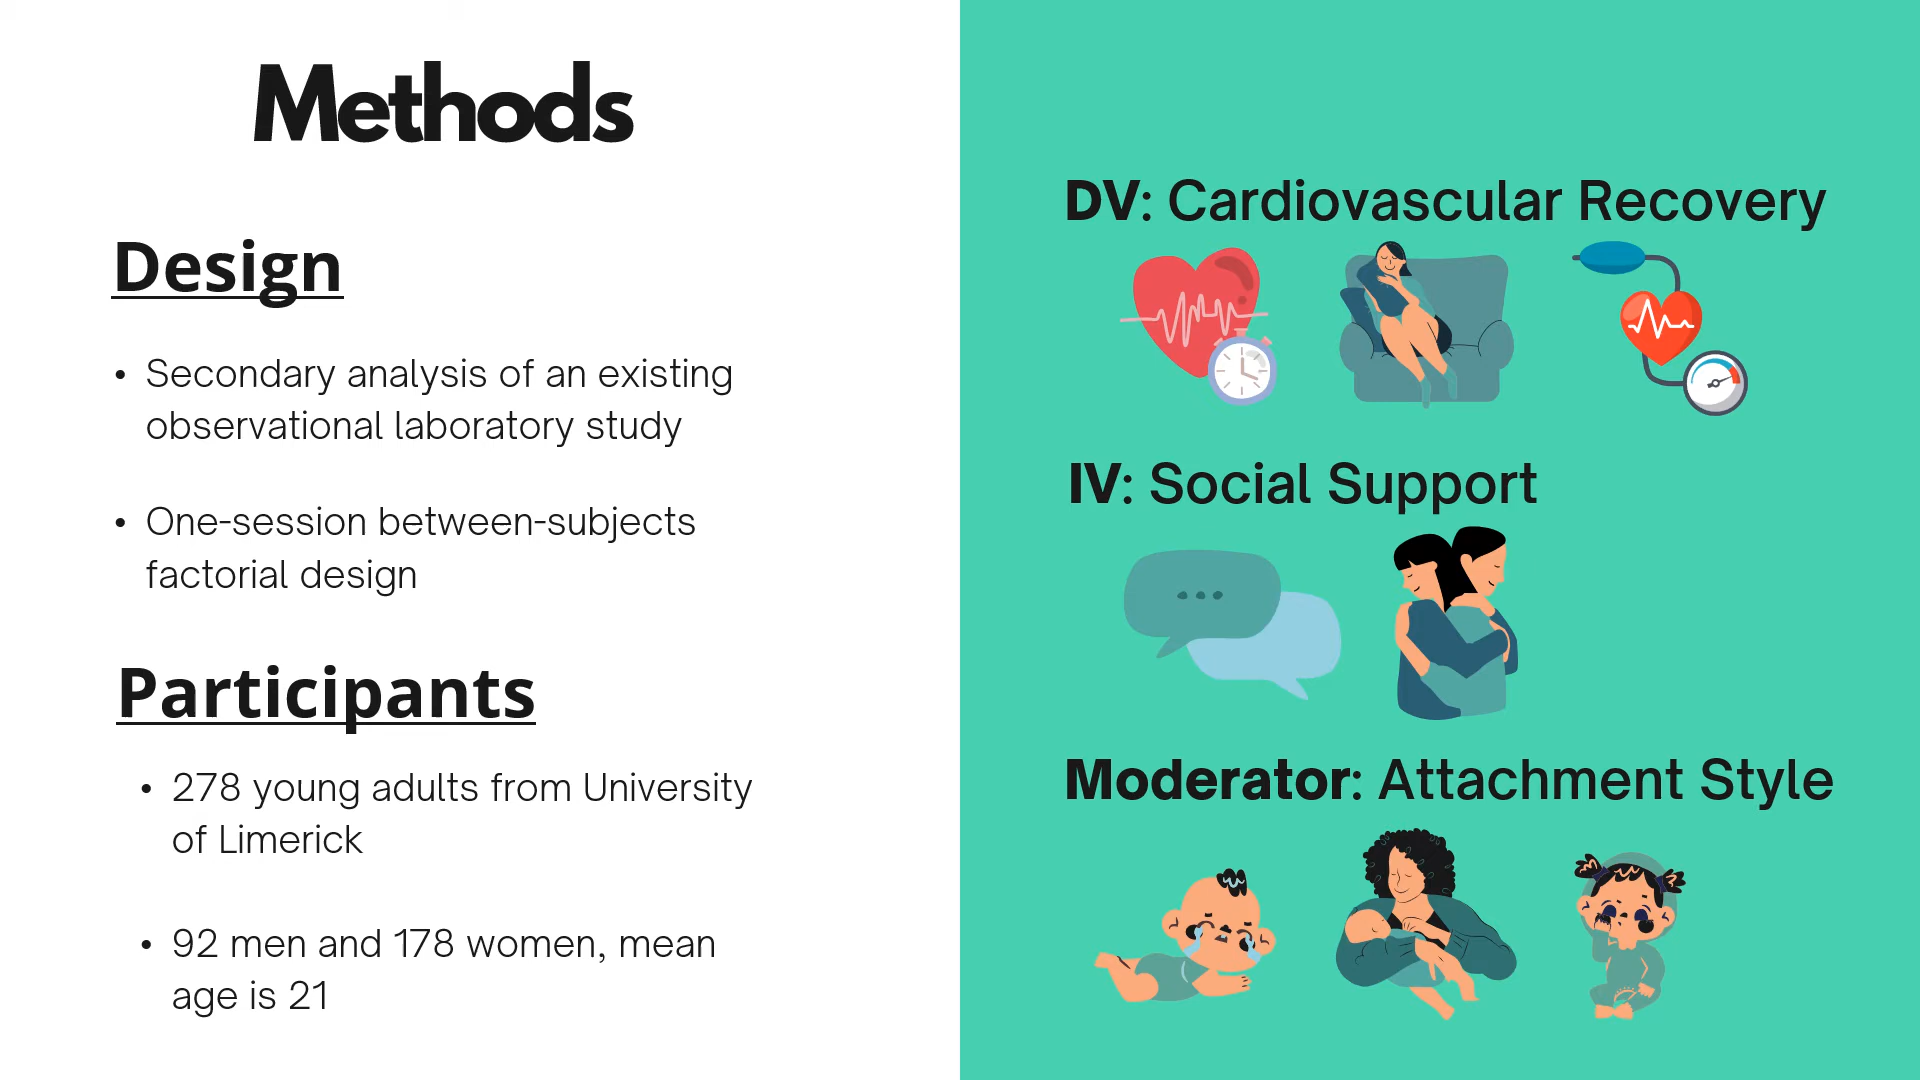 Methods
Design
• Secondary analysis of an existing
observational laboratory study
• One-session between-subjects
factorial design
Participants
• 278 young adults from University
of Limerick
• 92 men and 178 women, mean
age is 21
DV: Cardiovascular Recovery
IV: Social Support
Moderator: Attachment Style